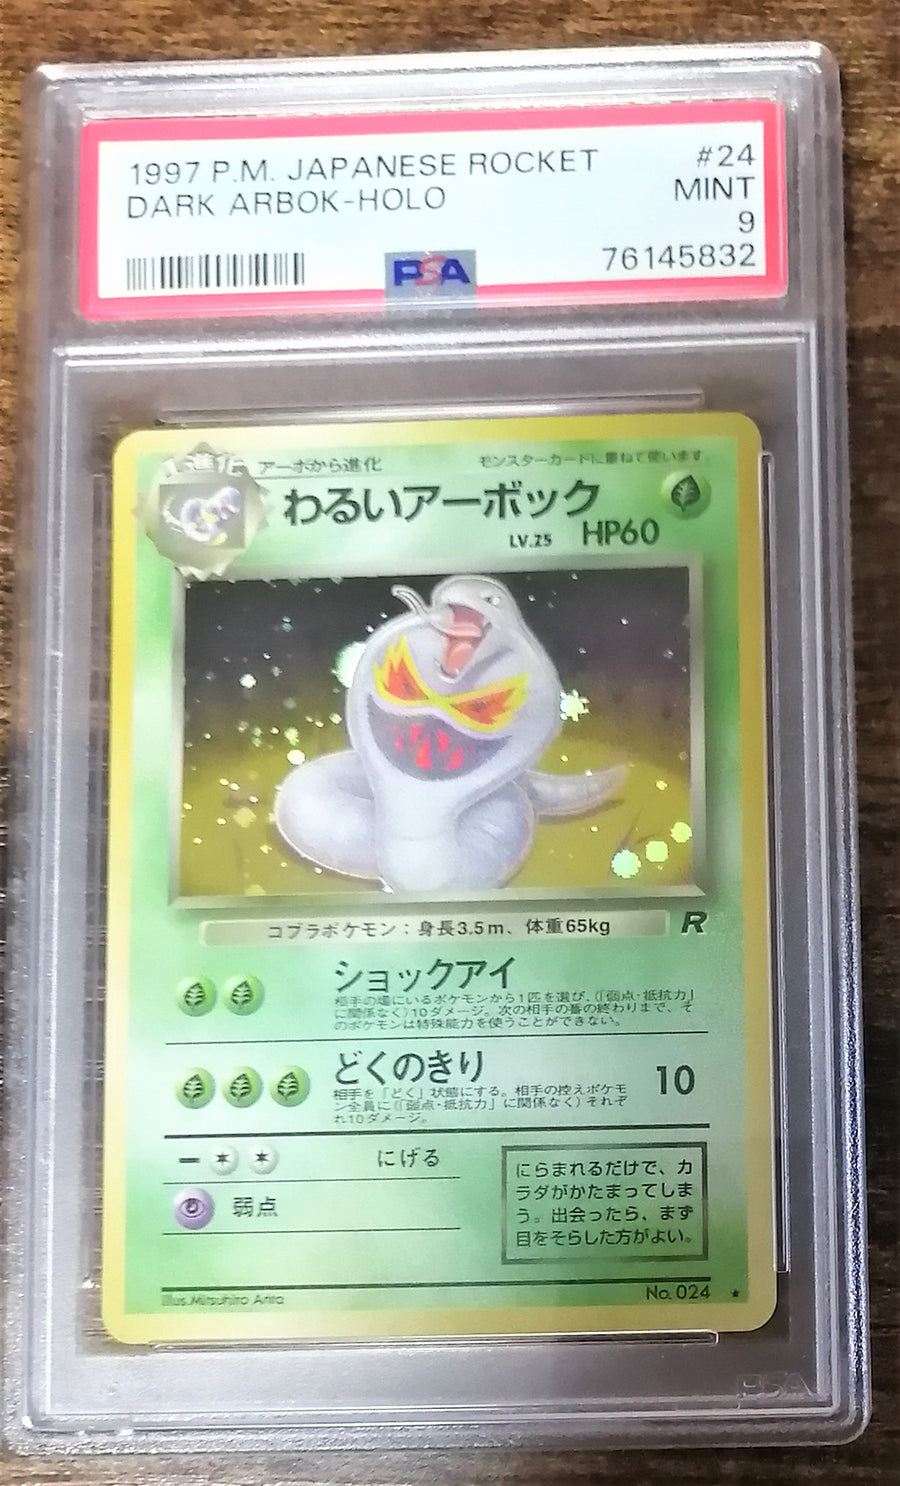 1997 P.M. JAPANESE ROCKET
#24
DARK ARBOK-HOLO
MINT
9
PSA
76145832
1進化
アーボから進化
モンスターカードに重ねて使います。
わるいアーボック
LV.25 HP60
コブラポケモン：身長3.5m、体重65kg
R
ショックアイ
相手の場にいるポケモンから1匹を選び、(「弱点・抵抗力」
に関係なく)10ダメージ。次の相手の番の終わりまで、そ
のポケモンは特殊能力を使うことができない。
どくのきり
10
相手を「どく」状態にする。相手の控えポケモ
ン全員に(「弱点・抵抗力」に関係なく)それぞ
れ10ダメージ。
にげる
弱点
にらまれるだけで、カ
ラダがかたまってしま
う。出会ったら、まず
目をそらした方がよい。
Illus.Mitsuhiro Arita
No.024
PSA